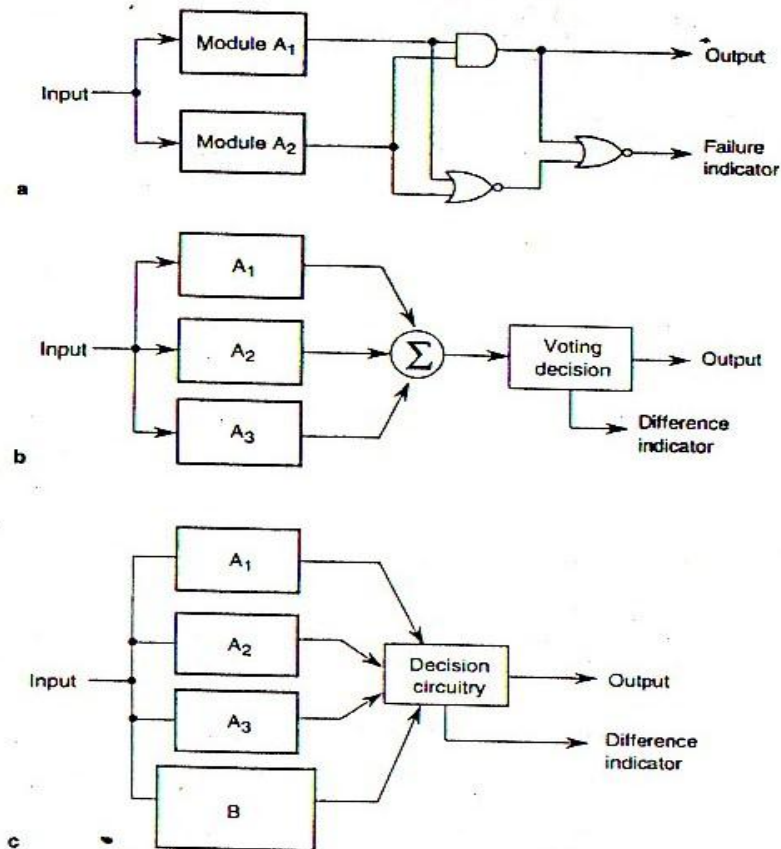 Module A1
Output
Input
Module A2
Failure
indicator
a
A1
Input
A2
Σ
Voting
decision
Output
A3
Difference
indicator
b
A1
A2
Input
Decision
circuitry
Output
A3
Difference
indicator
B
c